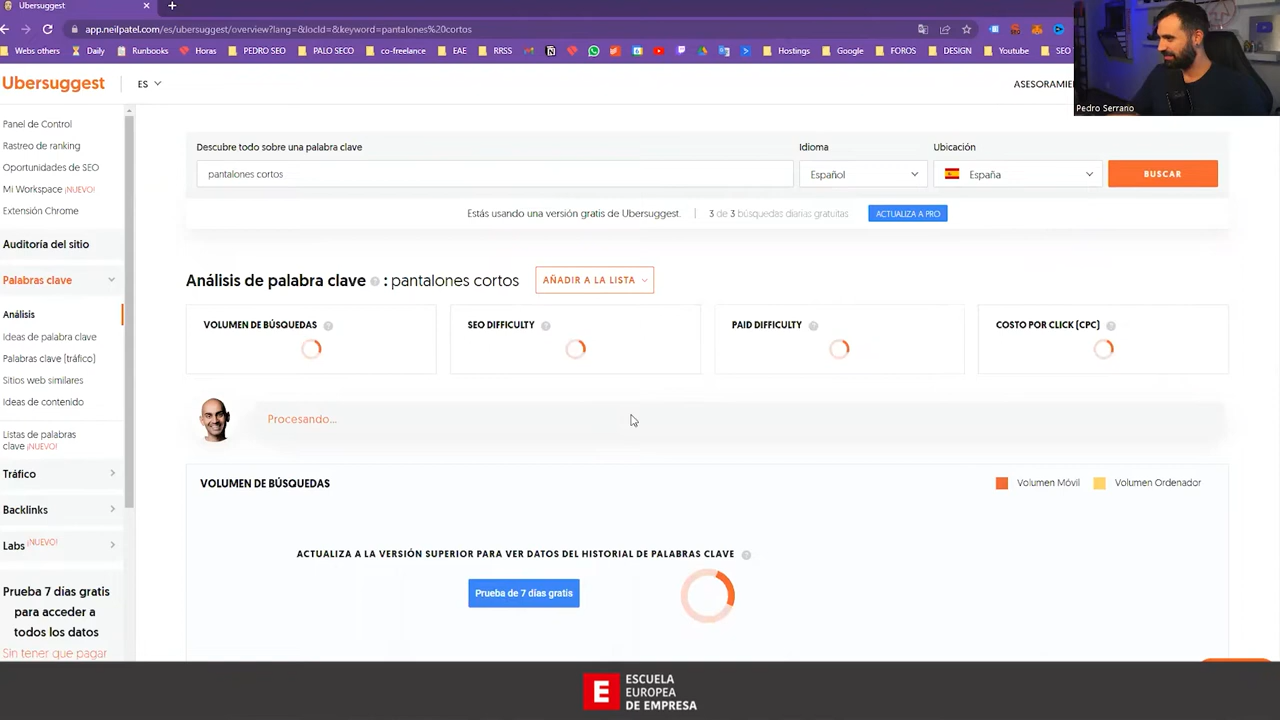 Ubersuggest
app.neilpatel.com/es/ubersuggest/overview?lang=&locId=&keyword=pantalones%20cortos
Webs others
Daily
Runbooks
Horas
PEDRO SEO
PALO SECO
co-freelance
EAE
RRSS
Hostings
Google
FOROS
DESIGN
Youtube
SEO
Pedro Serrano
Ubersuggest
ES
ASESORAMIE
Panel de Control
Rastreo de ranking
Oportunidades de SEO
Mi Workspace ¡NUEVO!
Extensión Chrome
Auditoría del sitio
Palabras clave
Análisis
Ideas de palabra clave
Palabras clave (tráfico)
Sitios web similares
Ideas de contenido
Listas de palabras
clave ¡NUEVO!
Tráfico
Backlinks
Labs ¡NUEVO!
Prueba 7 días gratis
para acceder a
todos los datos
Sin tener que pagar
Descubre todo sobre una palabra clave
Idioma
Ubicación
pantalones cortos
Español
España
BUSCAR
Estás usando una versión gratis de Ubersuggest.
3 de 3 búsquedas diarias gratuitas
ACTUALIZA A PRO
Análisis de palabra clave ? : pantalones cortos
AÑADIR A LA LISTA
VOLUMEN DE BÚSQUEDAS ?
SEO DIFFICULTY ?
PAID DIFFICULTY ?
COSTO POR CLICK (CPC) ?
Procesando...
VOLUMEN DE BÚSQUEDAS
Volumen Móvil
Volumen Ordenador
ACTUALIZA A LA VERSIÓN SUPERIOR PARA VER DATOS DEL HISTORIAL DE PALABRAS CLAVE ?
Prueba de 7 días gratis
E
ESCUELA
EUROPEA
DE EMPRESA